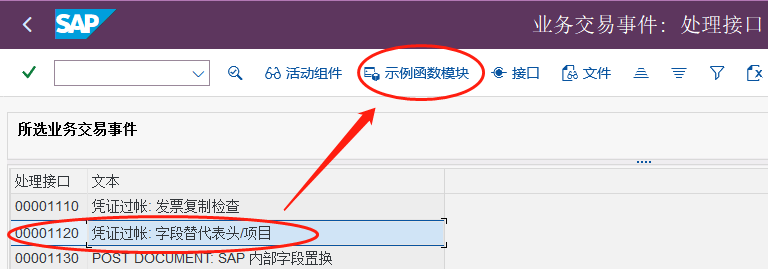 SAP 业务交易事件：处理接口
活动组件 示例函数模块 接口 文件
所选业务交易事件
处理接口 文本
00001110 凭证过帐: 发票复制检查
00001120 凭证过帐: 字段替代表头/项目
00001130 POST DOCUMENT: SAP 内部字段置换